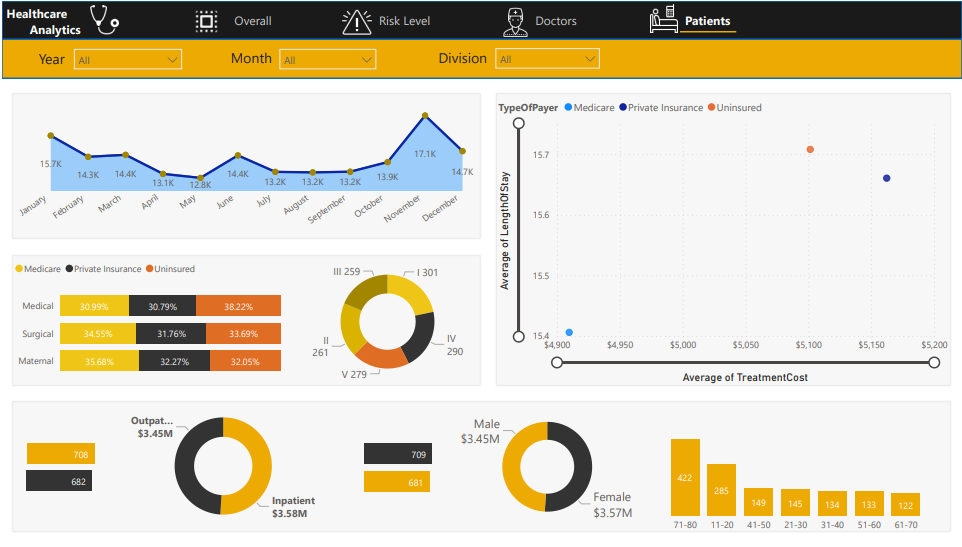 Healthcare
Analytics
Overall
Risk Level
Doctors
Patients
Year
All
Month
All
Division
All
15.7K
14.3K
14.4K
13.1K
12.8K
14.4K
13.2K
13.2K
13.2K
13.9K
17.1K
14.7K
January
February
March
April
May
June
July
August
September
October
November
December
TypeOfPayer Medicare Private Insurance Uninsured
Average of LengthOfStay
15.7
15.6
15.5
15.4
$4,900
$4,950
$5,000
$5,050
$5,100
$5,150
$5,200
Average of TreatmentCost
Medicare Private Insurance Uninsured
Medical 30.99% 30.79% 38.22%
Surgical 34.55% 31.76% 33.69%
Maternal 35.68% 32.27% 32.05%
III 259
I 301
II
261
IV
290
V 279
708
682
Outpat...
$3.45M
Inpatient
$3.58M
709
681
Male
$3.45M
Female
$3.57M
422
285
149
145
134
133
122
71-80
11-20
41-50
21-30
31-40
51-60
61-70